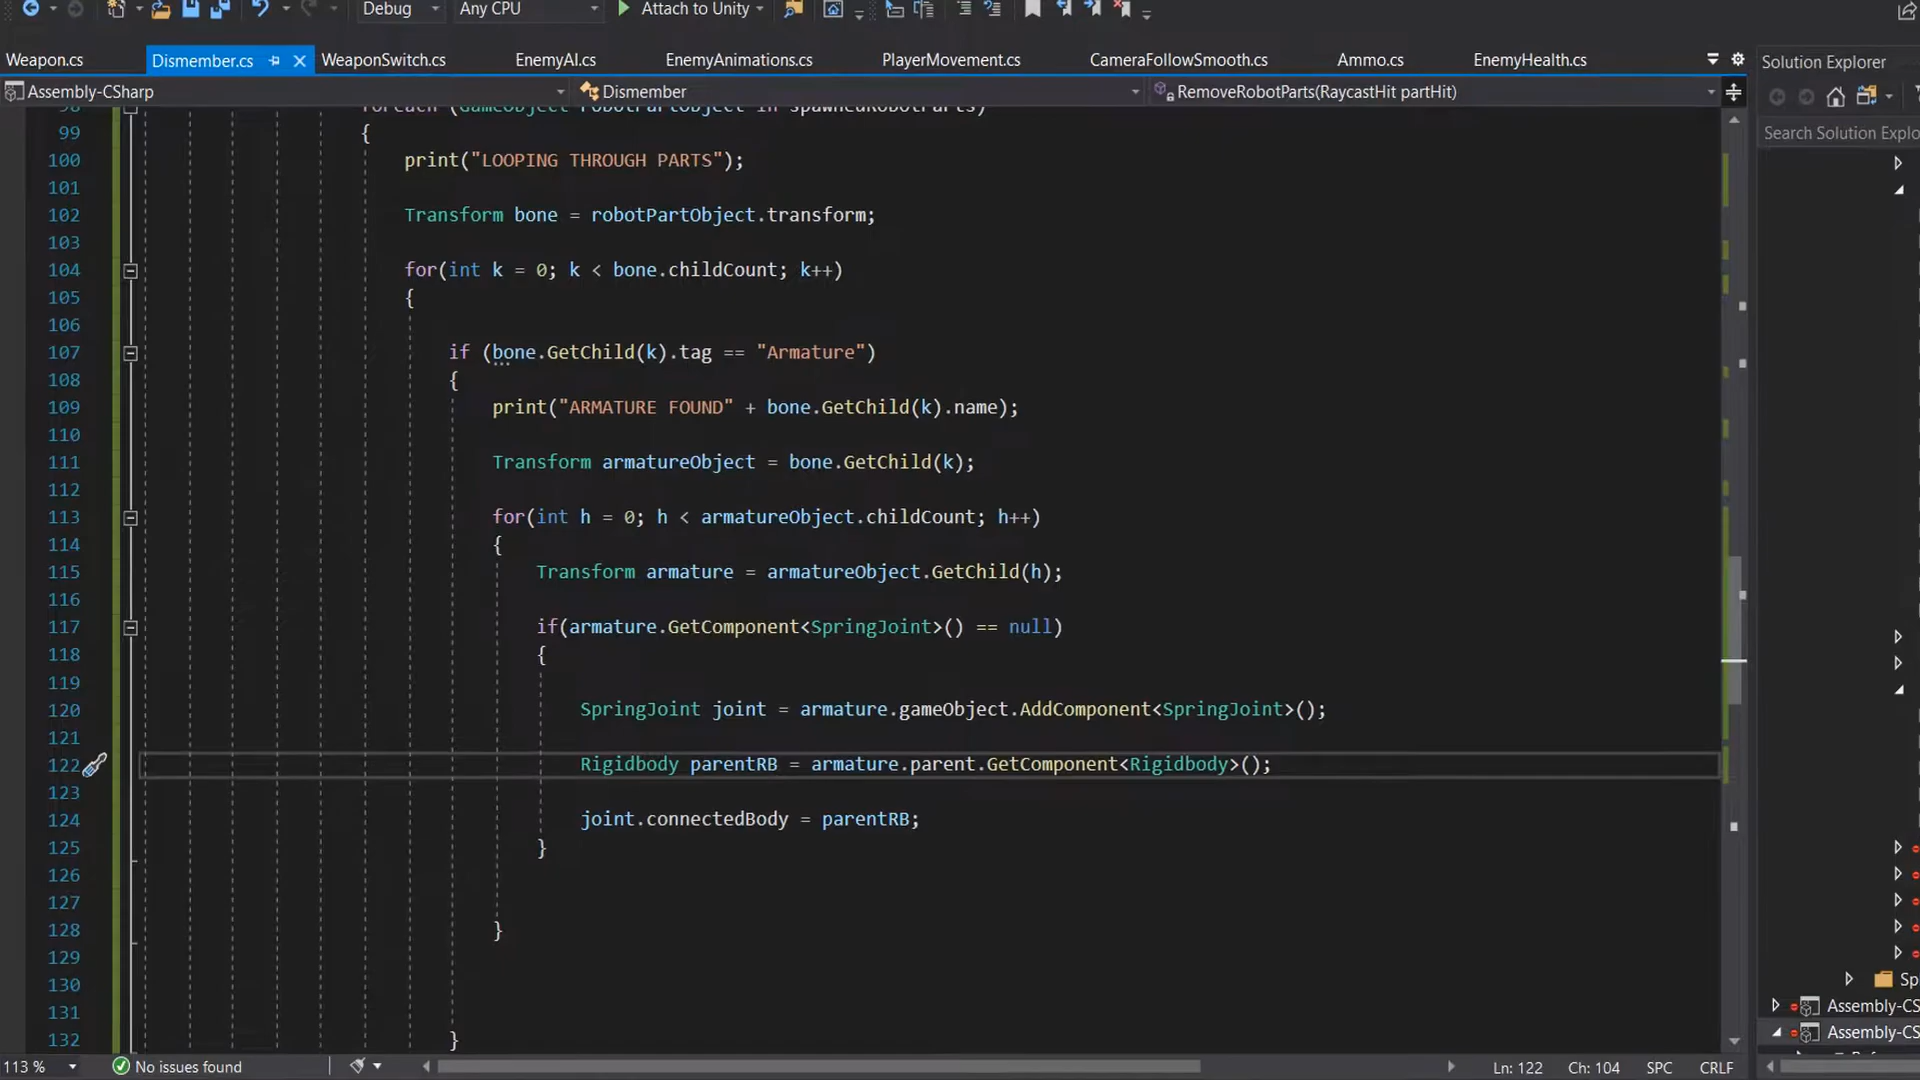 Debug Any CPU Attach to Unity
Weapon.cs Dismember.cs WeaponSwitch.cs EnemyAI.cs EnemyAnimations.cs PlayerMovement.cs CameraFollowSmooth.cs Ammo.cs EnemyHealth.cs
Solution Explorer
Assembly-CSharp Dismember RemoveRobotParts(RaycastHit partHit)
Search Solution Explo
98 foreach (GameObject robotPartObject in spawnedRobotParts)
99 {
100 print("LOOPING THROUGH PARTS");
101
102 Transform bone = robotPartObject.transform;
103
104 for(int k = 0; k < bone.childCount; k++)
105 {
106
107 if (bone.GetChild(k).tag == "Armature")
108 {
109 print("ARMATURE FOUND" + bone.GetChild(k).name);
110
111 Transform armatureObject = bone.GetChild(k);
112
113 for(int h = 0; h < armatureObject.childCount; h++)
114 {
115 Transform armature = armatureObject.GetChild(h);
116
117 if(armature.GetComponent<SpringJoint>() == null)
118 {
119
120 SpringJoint joint = armature.gameObject.AddComponent<SpringJoint>();
121
122 Rigidbody parentRB = armature.parent.GetComponent<Rigidbody>();
123
124 joint.connectedBody = parentRB;
125 }
126
127
128 }
129
130
131
132 }
Sp
Assembly-CS
Assembly-CS
113 % No issues found Ln: 122 Ch: 104 SPC CRLF